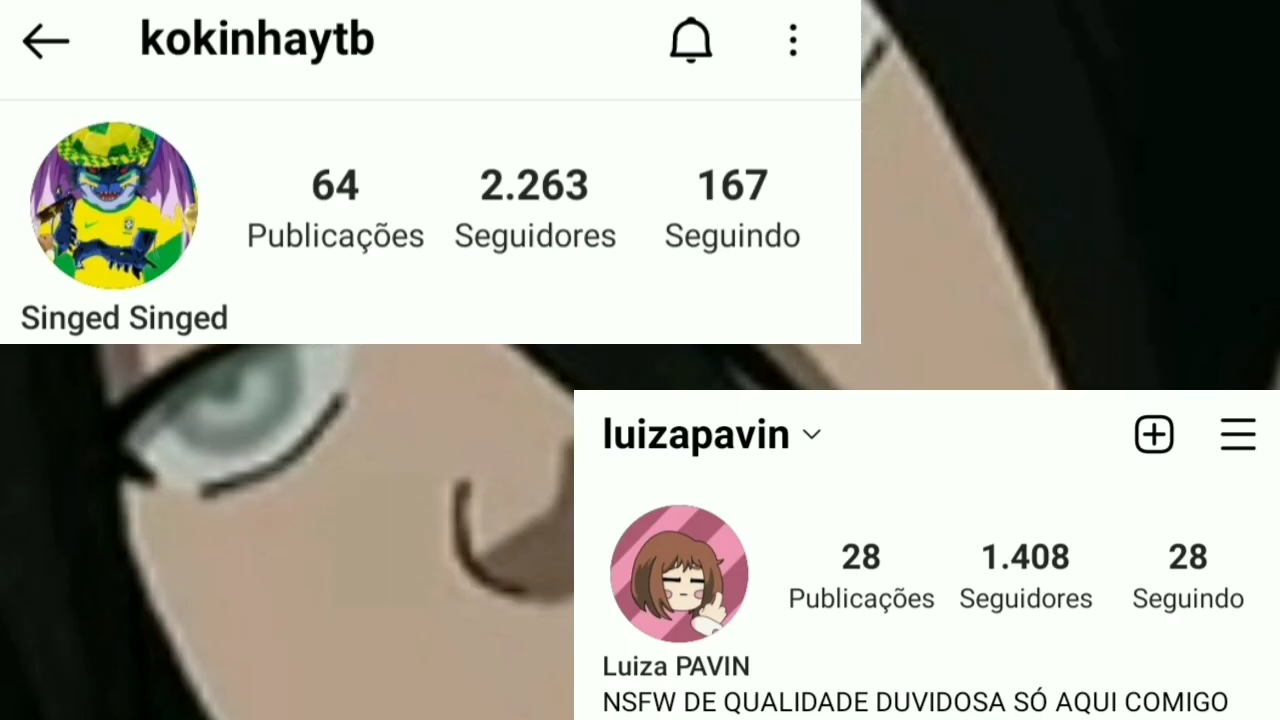 kokinhaytb
64 2.263 167
Publicações Seguidores Seguindo
Singed Singed
luizapavin
28 1.408 28
Publicações Seguidores Seguindo
Luiza PAVIN
NSFW DE QUALIDADE DUVIDOSA SÓ AQUI COMIGO